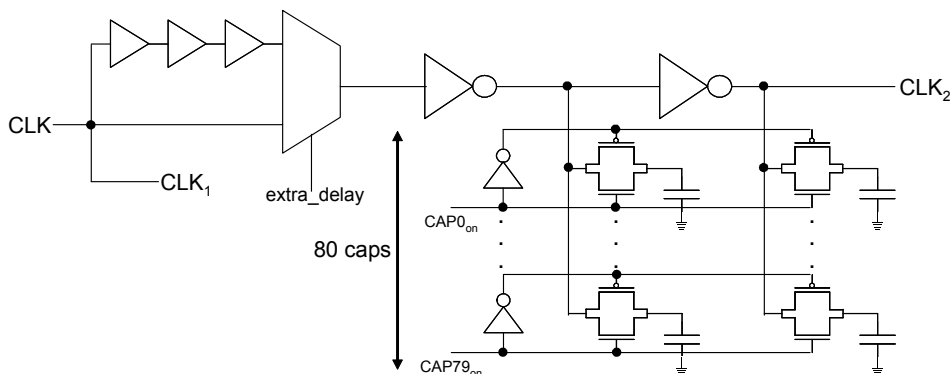 CLK
CLK₁
extra_delay
CLK₂
80 caps
CAP0ₒₙ
CAP79ₒₙ